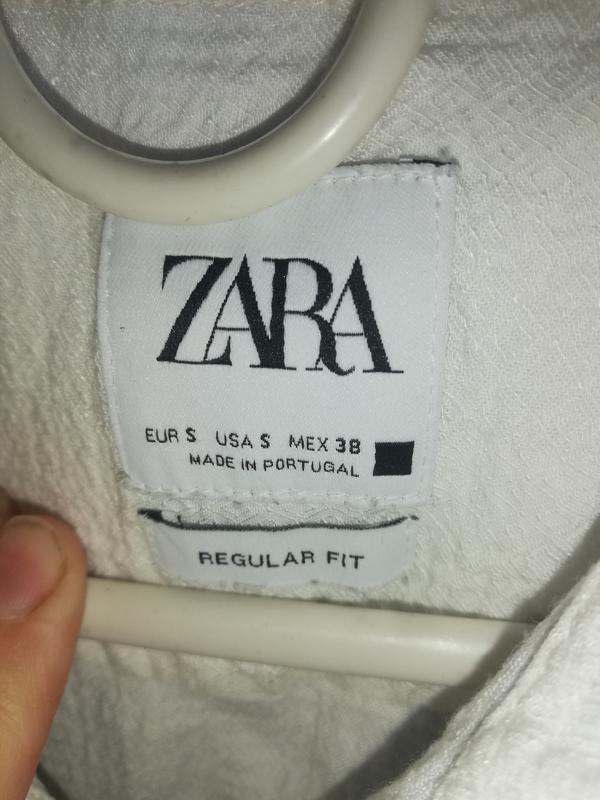 ZARA
EUR S USA S MEX 38
MADE IN PORTUGAL
REGULAR FIT